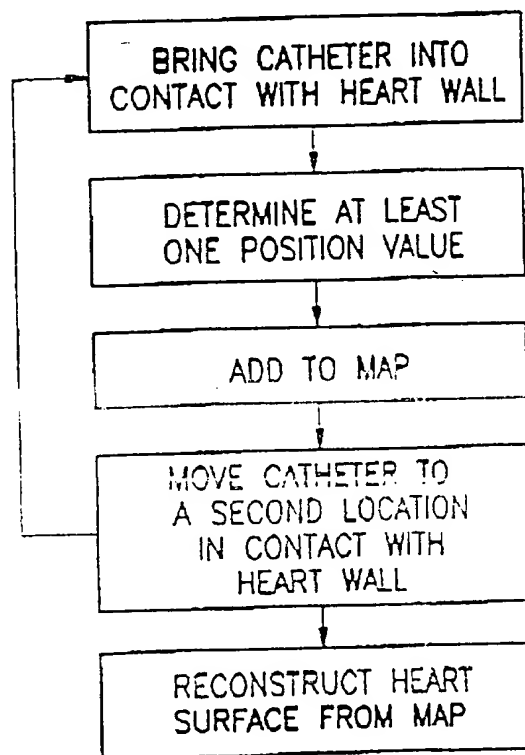 BRING CATHETER INTO
CONTACT WITH HEART WALL
DETERMINE AT LEAST
ONE POSITION VALUE
ADD TO MAP
MOVE CATHETER TO
A SECOND LOCATION
IN CONTACT WITH
HEART WALL
RECONSTRUCT HEART
SURFACE FROM MAP